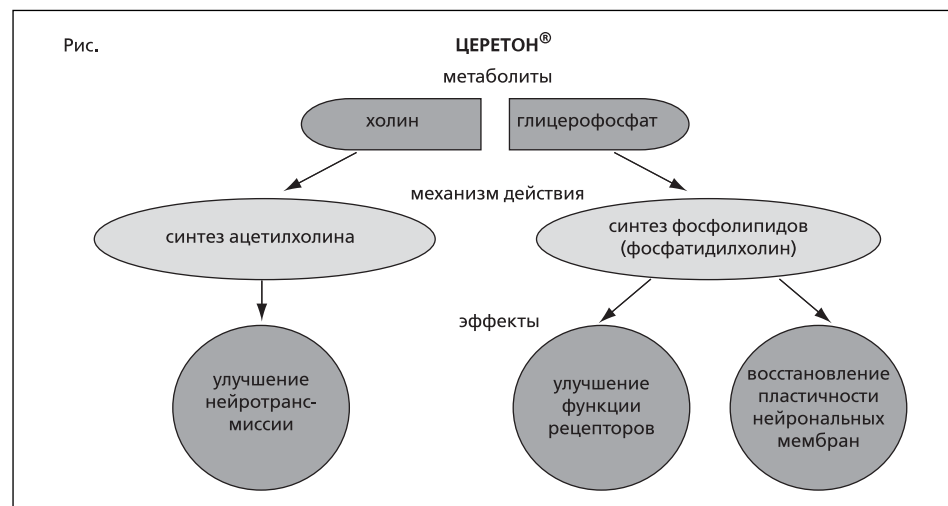 Рис.
ЦЕРЕТОН®
метаболиты
холин
глицерофосфат
механизм действия
синтез ацетилхолина
синтез фосфолипидов
(фосфатидилхолин)
эффекты
улучшение
нейротранс-
миссии
улучшение
функции
рецепторов
восстановление
пластичности
нейрональных
мембран